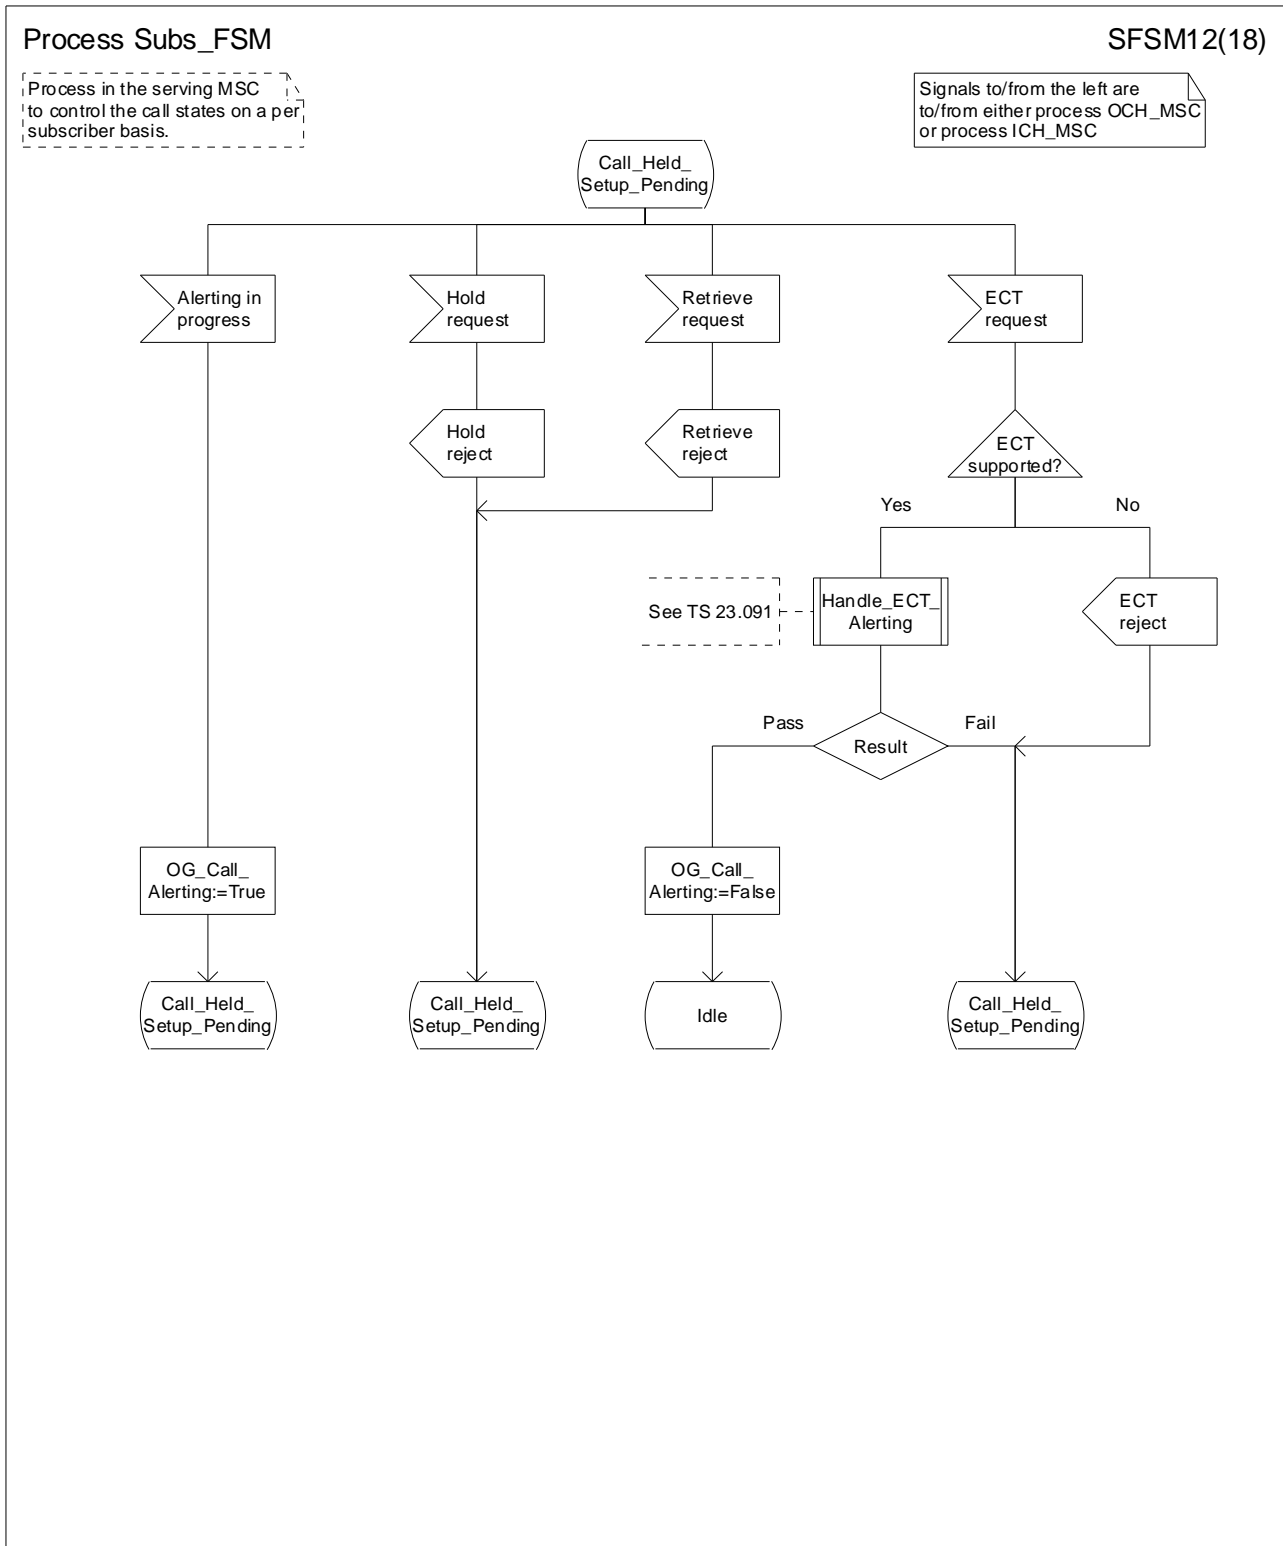 Process Subs_FSM
SFSM12(18)
Process in the serving MSC
to control the call states on a per
subscriber basis.
Signals to/from the left are
to/from either process OCH_MSC
or process ICH_MSC
Call_Held_
Setup_Pending
Alerting in
progress
Hold
request
Retrieve
request
ECT
request
Hold
reject
Retrieve
reject
ECT
supported?
Yes
No
See TS 23.091
Handle_ECT_
Alerting
ECT
reject
Pass
Result
Fail
OG_Call_
Alerting:=True
OG_Call_
Alerting:=False
Call_Held_
Setup_Pending
Call_Held_
Setup_Pending
Idle
Call_Held_
Setup_Pending